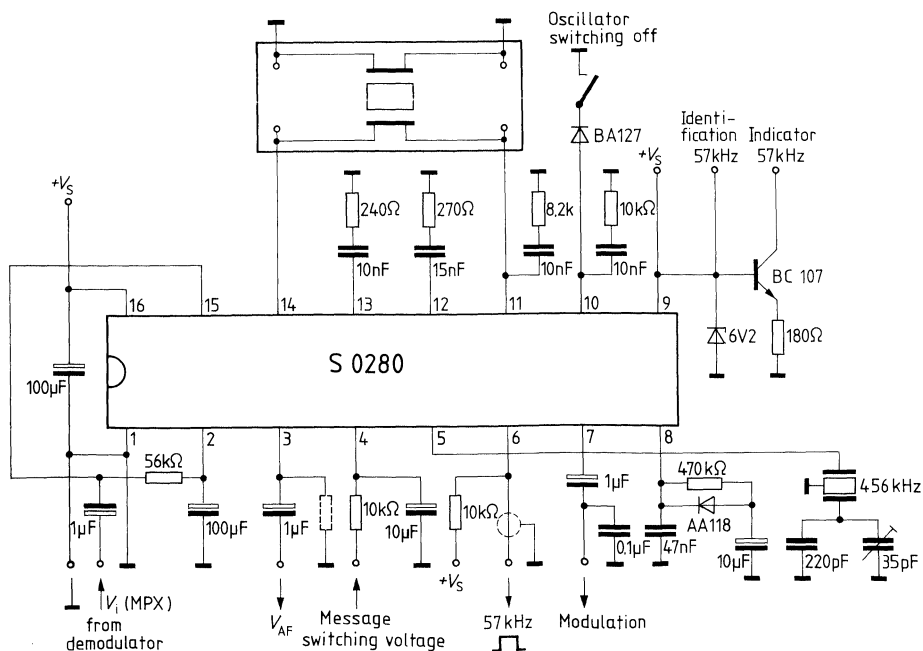 Oscillator
switching off
BA127
Identi-
fication
57kHz
Indicator
57kHz
+VS
+VS
240Ω
270Ω
8,2k
10kΩ
10nF
15nF
10nF
10nF
BC 107
16
15
14
13
12
11
10
9
6V2
180Ω
S 0280
100µF
1
2
3
4
5
6
7
8
56kΩ
470kΩ
1µF
456kHz
AA118
1µF
100µF
1µF
10kΩ
10µF
10kΩ
0.1µF
47nF
10µF
220pF
35pF
+VS
Vi (MPX)
from
demodulator
VAF
Message
switching voltage
57kHz
Modulation